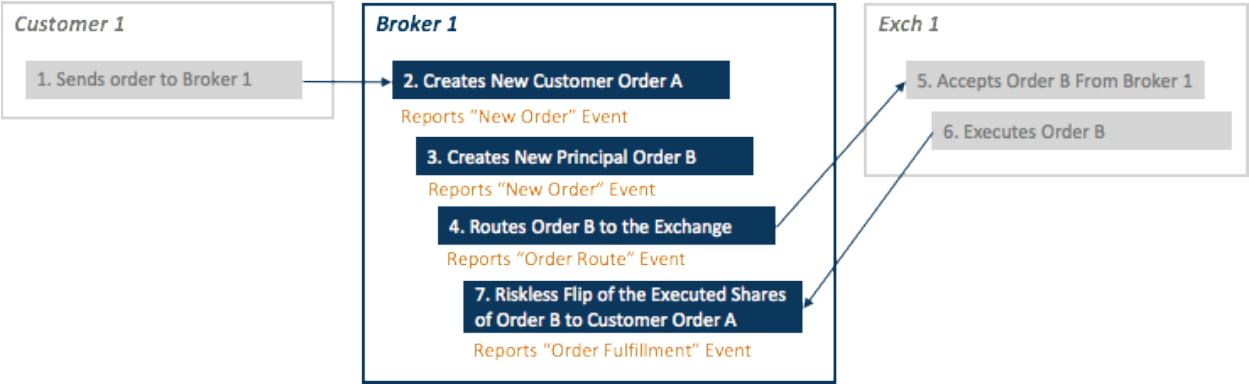 Customer 1
1. Sends order to Broker 1
Broker 1
2. Creates New Customer Order A
Reports "New Order" Event
3. Creates New Principal Order B
Reports "New Order" Event
4. Routes Order B to the Exchange
Reports "Order Route" Event
7. Riskless Flip of the Executed Shares
of Order B to Customer Order A
Reports "Order Fulfillment" Event
Exch 1
5. Accepts Order B From Broker 1
6. Executes Order B